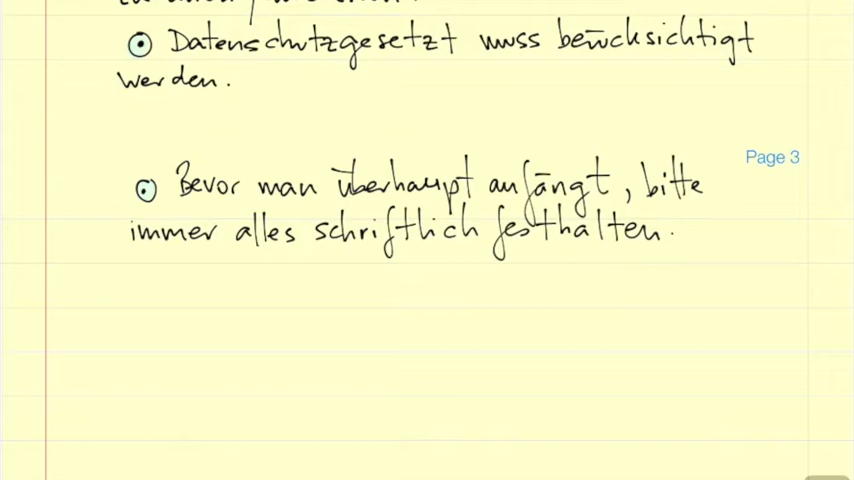 Datenschutzgesetzt muss berücksichtigt
werden.
Page 3
Bevor man überhaupt anfängt, bitte
immer alles schriftlich festhalten.